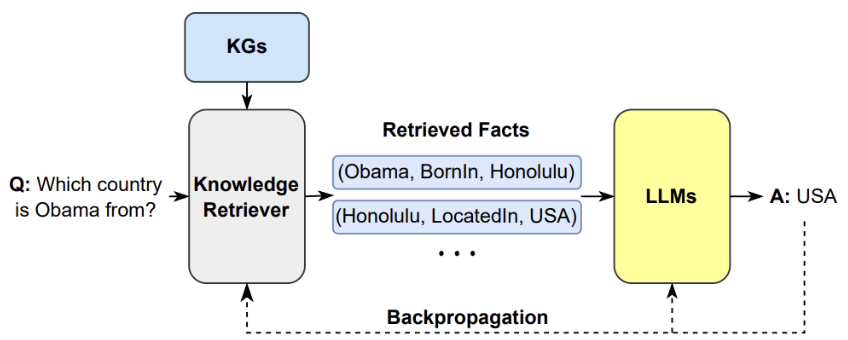 KGs
Q: Which country
is Obama from?
Knowledge
Retriever
Retrieved Facts
(Obama, BornIn, Honolulu)
(Honolulu, LocatedIn, USA)
...
LLMs
A: USA
Backpropagation